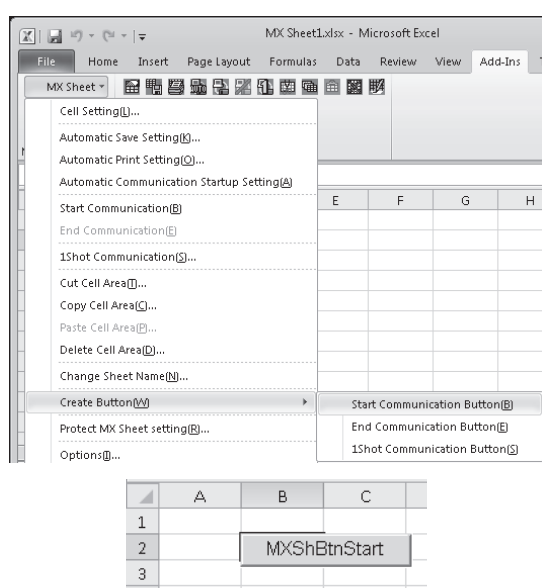 MX Sheet1.xlsx - Microsoft Excel
File Home Insert Page Layout Formulas Data Review View Add-Ins
MX Sheet
Cell Setting(L)...
Automatic Save Setting(K)...
Automatic Print Setting(O)...
Automatic Communication Startup Setting(A)
Start Communication(B)
End Communication(E)
1Shot Communication(S)...
Cut Cell Area(T)...
Copy Cell Area(C)...
Paste Cell Area(P)...
Delete Cell Area(D)...
Change Sheet Name(N)...
Create Button(W)
Protect MX Sheet setting(R)...
Options(I)...
E F G H
Start Communication Button(B)
End Communication Button(E)
1Shot Communication Button(S)
A B C
1
2 MXShBtnStart
3